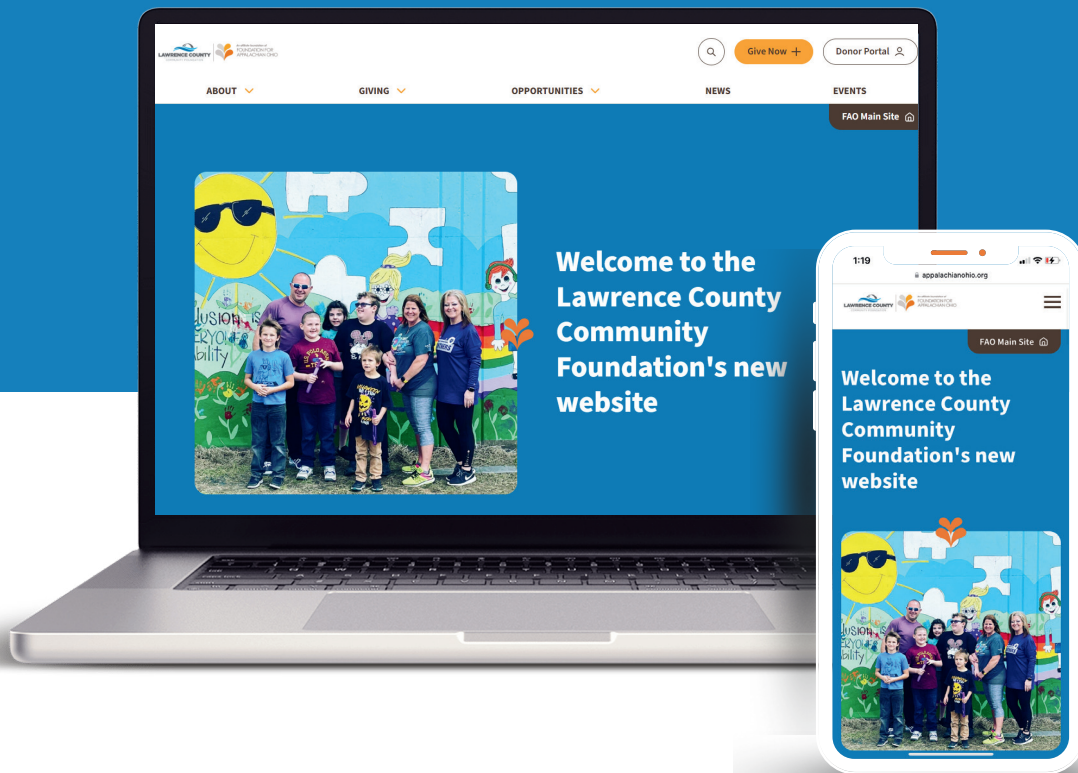 LAWRENCE COUNTY
COMMUNITY FOUNDATION
FOUNDATION FOR
APPALACHIAN OHIO
Give Now +
Donor Portal
ABOUT
GIVING
OPPORTUNITIES
NEWS
EVENTS
FAO Main Site
Welcome to the
Lawrence County
Community
Foundation's new
website
1:19
appalachianohio.org
LAWRENCE COUNTY
FOUNDATION FOR
APPALACHIAN OHIO
FAO Main Site
Welcome to the
Lawrence County
Community
Foundation's new
website